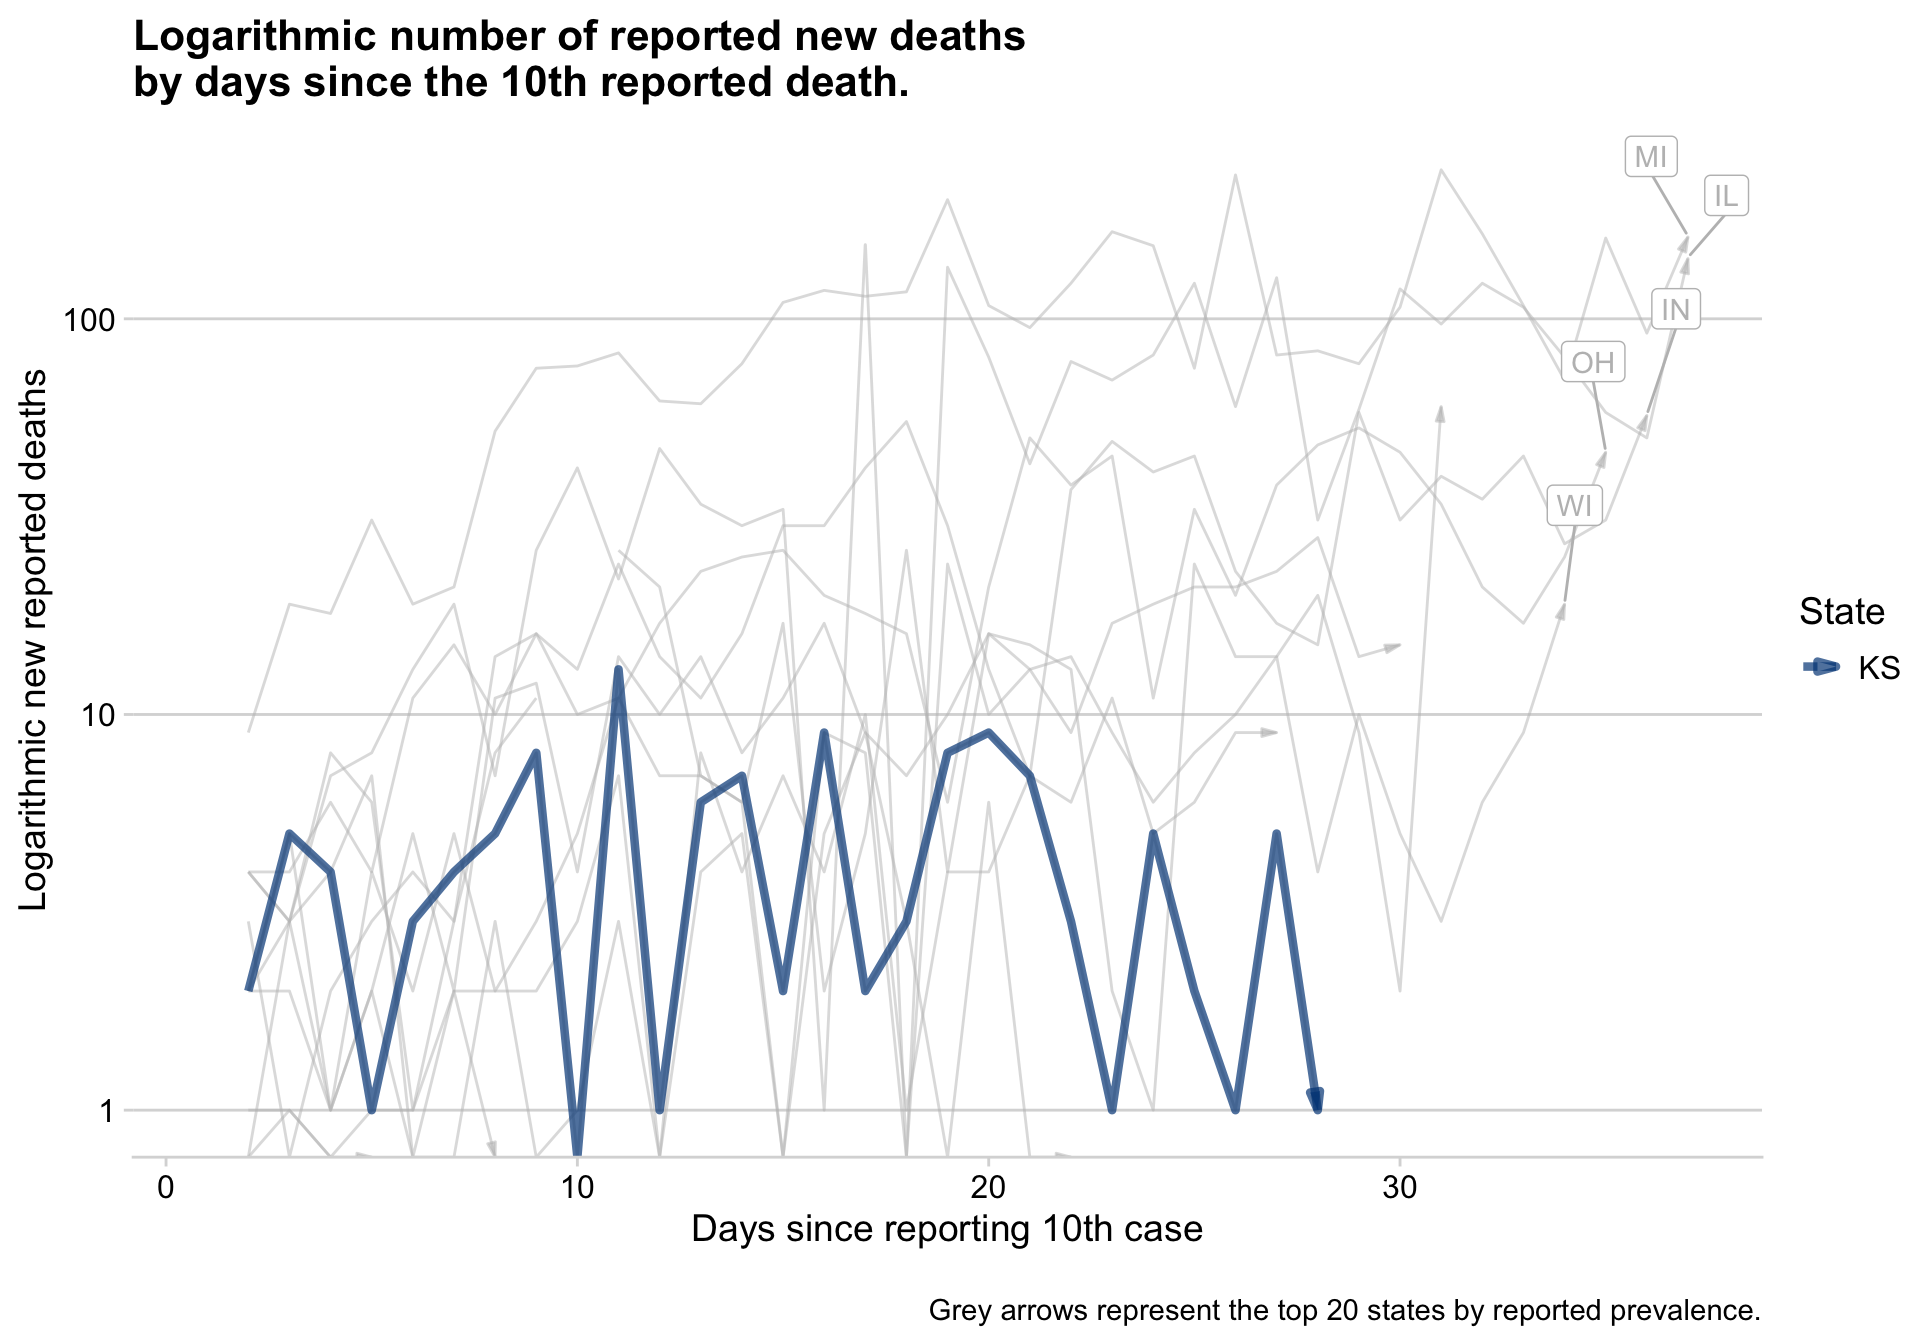 Logarithmic number of reported new deaths
by days since the 10th reported death.
MI
IL
IN
OH
WI
100
10
1
Logarithmic new reported deaths
0 10 20 30
Days since reporting 10th case
State
KS
Grey arrows represent the top 20 states by reported prevalence.